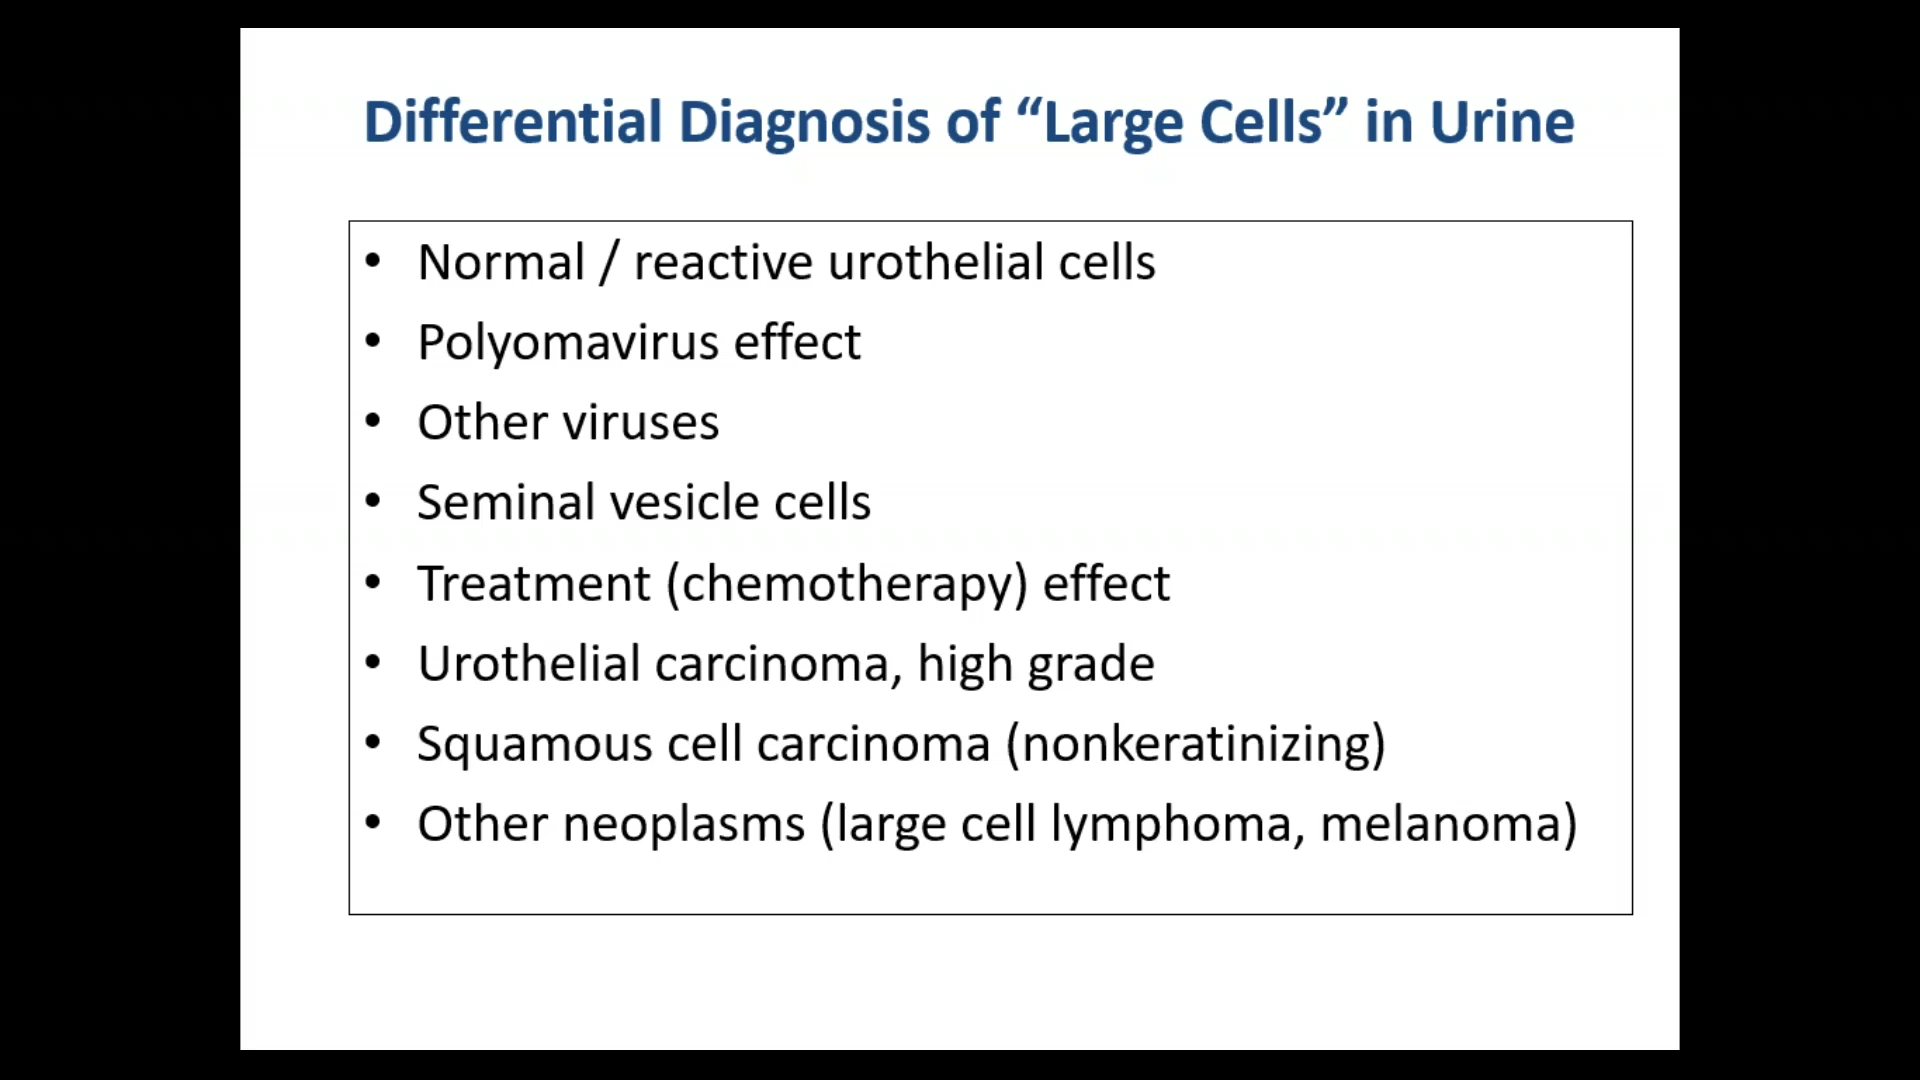 Differential Diagnosis of “Large Cells” in Urine
• Normal / reactive urothelial cells
• Polyomavirus effect
• Other viruses
• Seminal vesicle cells
• Treatment (chemotherapy) effect
• Urothelial carcinoma, high grade
• Squamous cell carcinoma (nonkeratinizing)
• Other neoplasms (large cell lymphoma, melanoma)